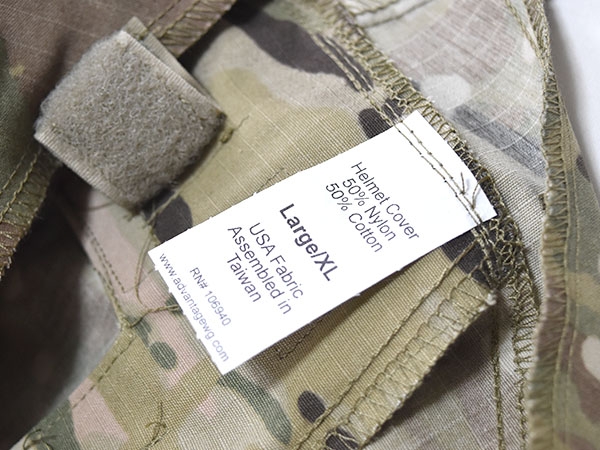 Helmet Cover
50% Nylon
50% Cotton
Large/XL
USA Fabric
Assembled in
Taiwan
RN# 106940
www.advantagewg.com